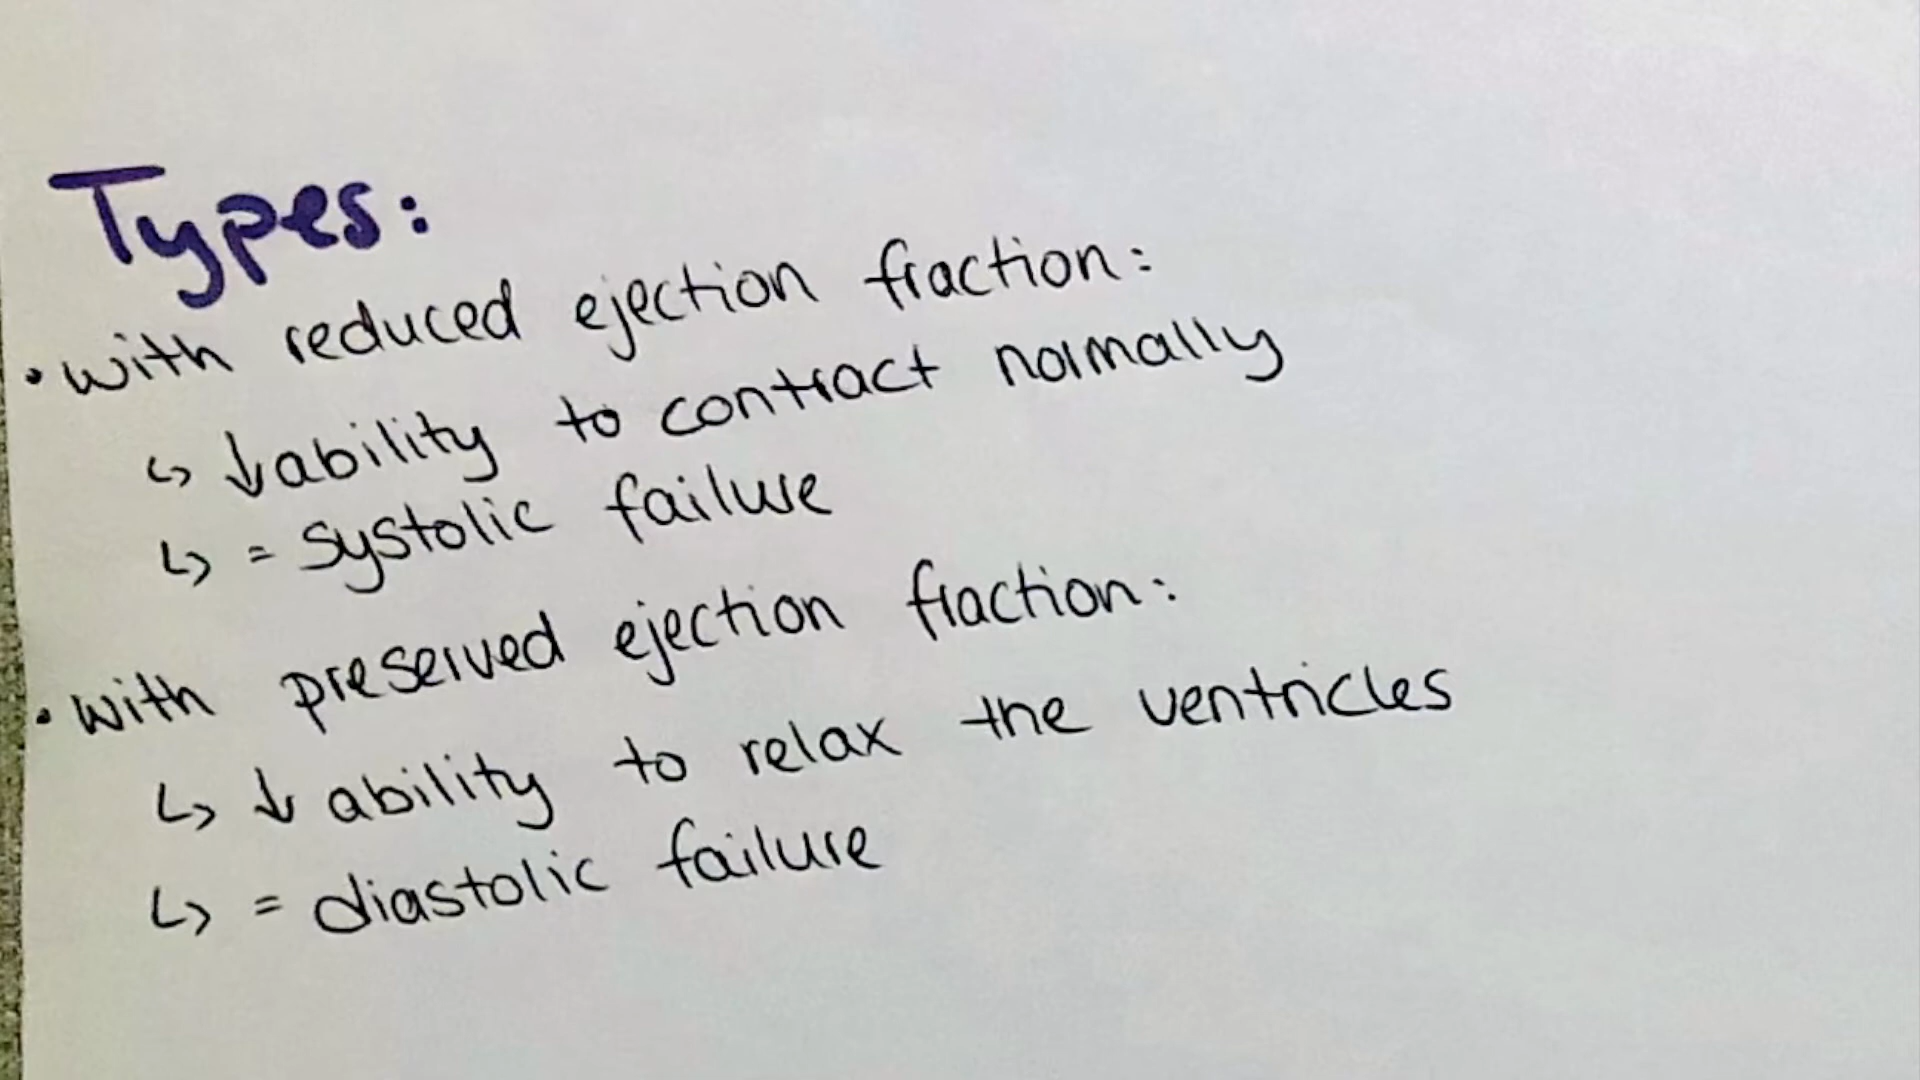 Types:
• with reduced ejection fraction:
↳ ↓ ability to contract normally
↳ = systolic failure
• with preserved ejection fraction:
↳ ↓ ability to relax the ventricles
↳ = diastolic failure